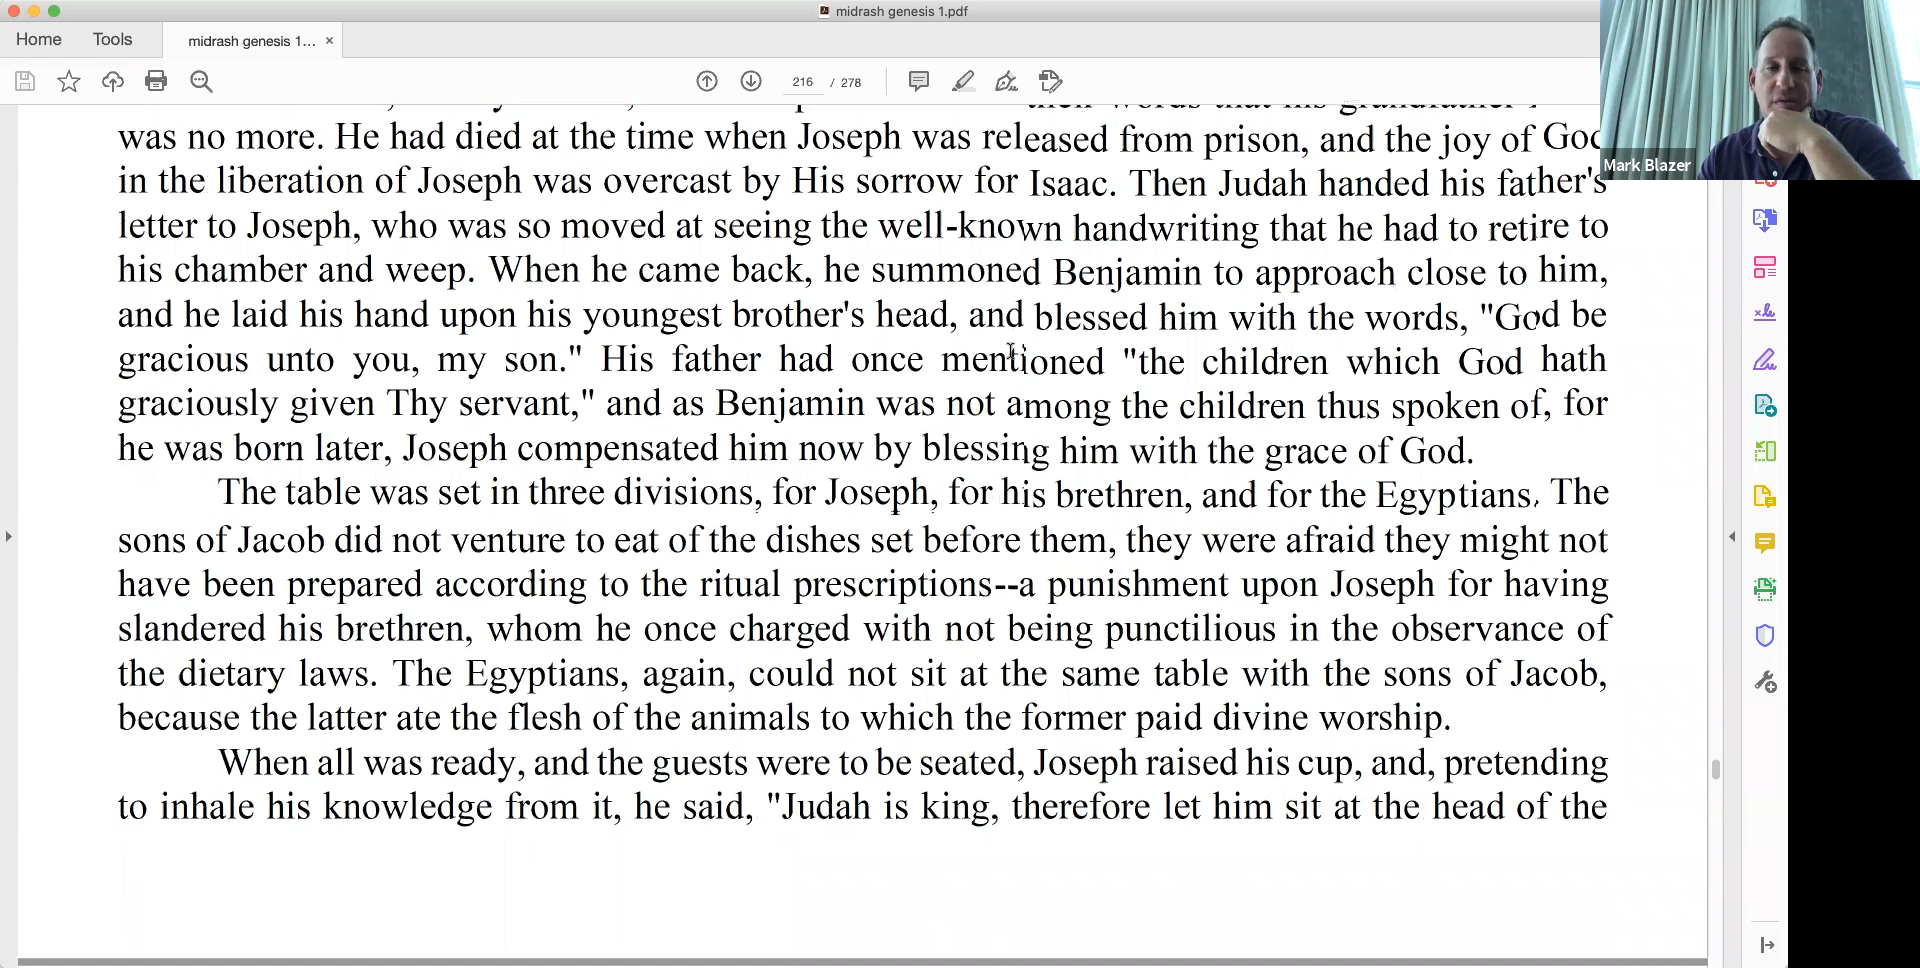 midrash genesis 1.pdf
Home Tools midrash genesis 1... ×
216 / 278
was no more. He had died at the time when Joseph was released from prison, and the joy of God
in the liberation of Joseph was overcast by His sorrow for Isaac. Then Judah handed his father's
letter to Joseph, who was so moved at seeing the well-known handwriting that he had to retire to
his chamber and weep. When he came back, he summoned Benjamin to approach close to him,
and he laid his hand upon his youngest brother's head, and blessed him with the words, "God be
gracious unto you, my son." His father had once mentioned "the children which God hath
graciously given Thy servant," and as Benjamin was not among the children thus spoken of, for
he was born later, Joseph compensated him now by blessing him with the grace of God.
The table was set in three divisions, for Joseph, for his brethren, and for the Egyptians. The
sons of Jacob did not venture to eat of the dishes set before them, they were afraid they might not
have been prepared according to the ritual prescriptions--a punishment upon Joseph for having
slandered his brethren, whom he once charged with not being punctilious in the observance of
the dietary laws. The Egyptians, again, could not sit at the same table with the sons of Jacob,
because the latter ate the flesh of the animals to which the former paid divine worship.
When all was ready, and the guests were to be seated, Joseph raised his cup, and, pretending
to inhale his knowledge from it, he said, "Judah is king, therefore let him sit at the head of the
Mark Blazer